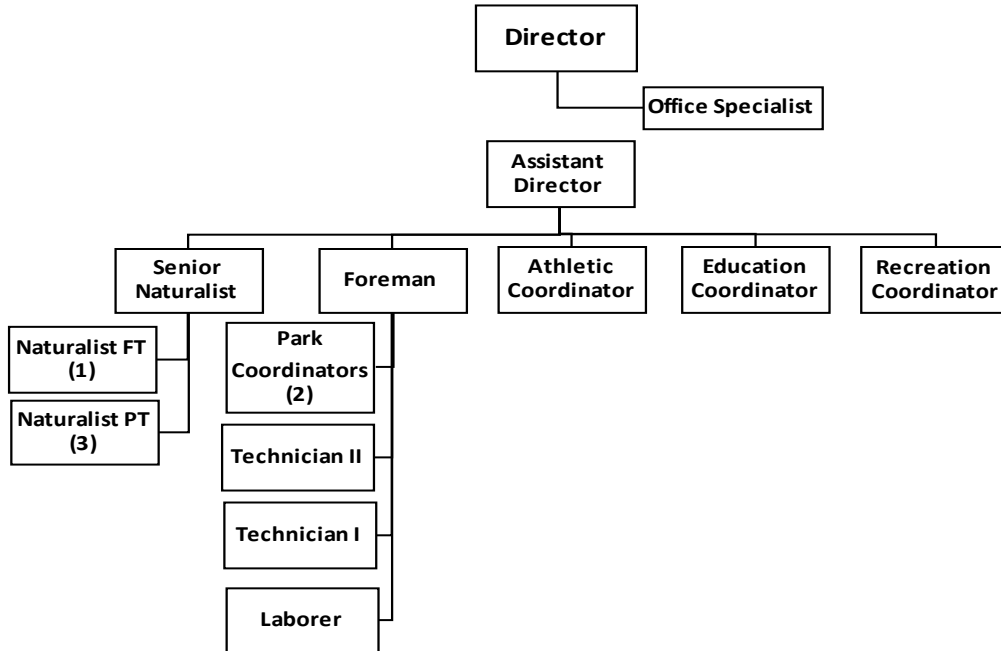 Director
Office Specialist
Assistant
Director
Senior
Naturalist
Foreman
Athletic
Coordinator
Education
Coordinator
Recreation
Coordinator
Naturalist FT
(1)
Naturalist PT
(3)
Park
Coordinators
(2)
Technician II
Technician I
Laborer